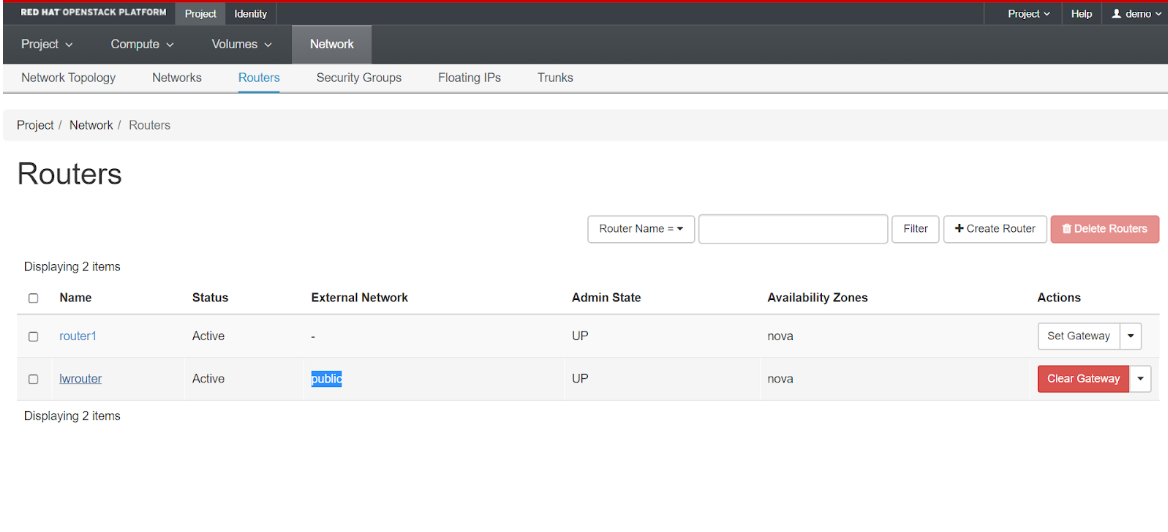 RED HAT OPENSTACK PLATFORM Project Identity Project Help demo
Project Compute Volumes Network
Network Topology Networks Routers Security Groups Floating IPs Trunks
Project / Network / Routers
Routers
Router Name = Filter + Create Router Delete Routers
Displaying 2 items
Name Status External Network Admin State Availability Zones Actions
router1 Active - UP nova Set Gateway
lwrouter Active public UP nova Clear Gateway
Displaying 2 items